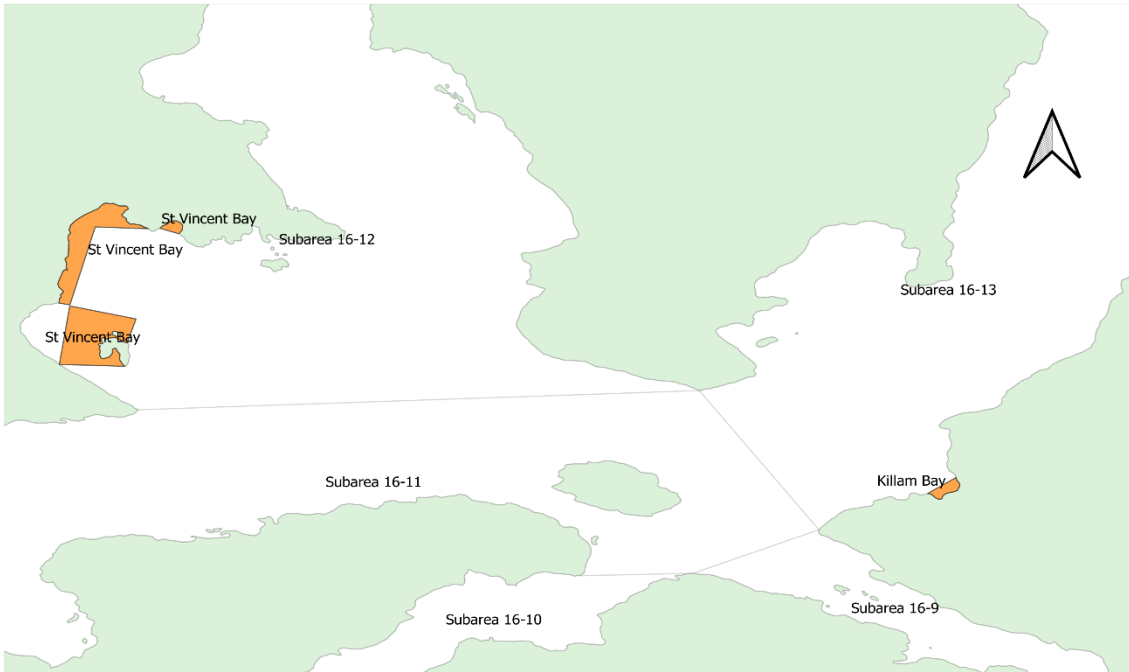 St Vincent Bay
Subarea 16-12
St Vincent Bay
Subarea 16-13
St Vincent Bay
Subarea 16-11
Killam Bay
Subarea 16-9
Subarea 16-10